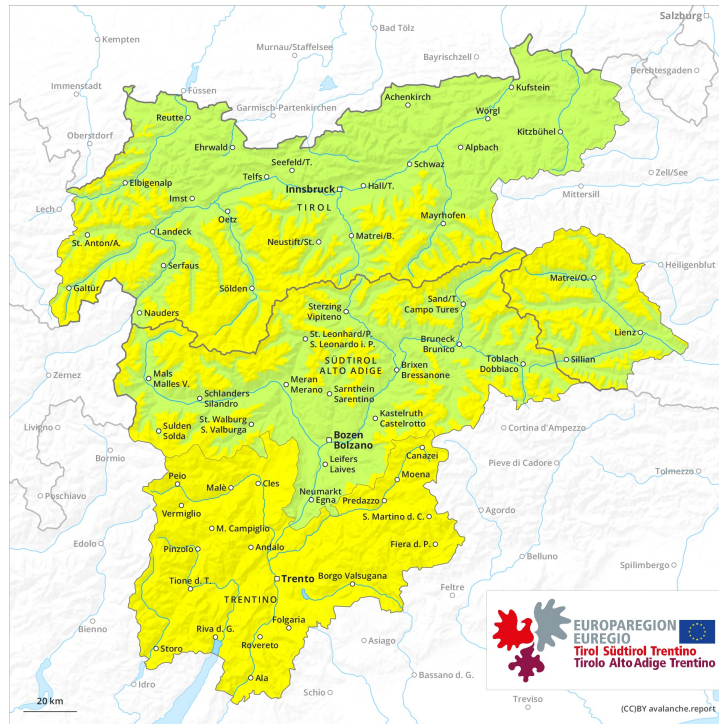 Salzburg
Kempten
Bad Tölz
Murnau/Staffelsee
Bayrischzell
Berchtesgaden
Immenstadt
Füssen
Garmisch-Partenkirchen
Achenkirch
Kufstein
Reutte
Wörgl
Oberstdorf
Ehrwald
Kitzbühel
Alpbach
Seefeld/T.
Schwaz
Zell/See
Telfs
Elbigenalp
Innsbruck
Hall/T.
Mittersill
Imst
TIROL
Lech
Oetz
Mayrhofen
St. Anton/A.
Landeck
Neustift/St.
Matrei/B.
Serfaus
Matrei/O.
Heiligenblut
Galtür
Sölden
Nauders
Sand/T.
Campo Tures
Sterzing
Vipiteno
Lienz
St. Leonhard/P.
S. Leonardo i. P.
Bruneck
Brunico
Toblach
Dobbiaco
Sillian
SÜDTIROL
ALTO ADIGE
Brixen
Bressanone
Zernez
Mals
Malles V.
Meran
Merano
Sarnthein
Sarentino
Schlanders
Silandro
St. Walburg
S. Valburga
Kastelruth
Castelrotto
Livigno
Sulden
Solda
Cortina d'Ampezzo
Bozen
Bolzano
Bormio
Canazei
Pieve di Cadore
Leifers
Laives
Tolmezzo
Peio
Malè
Cles
Moena
Poschiavo
Neumarkt
Egna
Predazzo
Vermiglio
Agordo
S. Martino d. C.
M. Campiglio
Edolo
Pinzolo
Andalo
Fiera d. P.
Belluno
Spilimbergo
Trento
Borgo Valsugana
Tione d. T.
Feltre
TRENTINO
Folgaria
Bienno
Riva d. G.
Rovereto
Asiago
Storo
Bassano d. G.
Ala
Idro
Schio
Treviso
EUROPAREGION
EUREGIO
Tirol Südtirol Trentino
Tirolo Alto Adige Trentino
20 km
(CC)BY avalanche.report